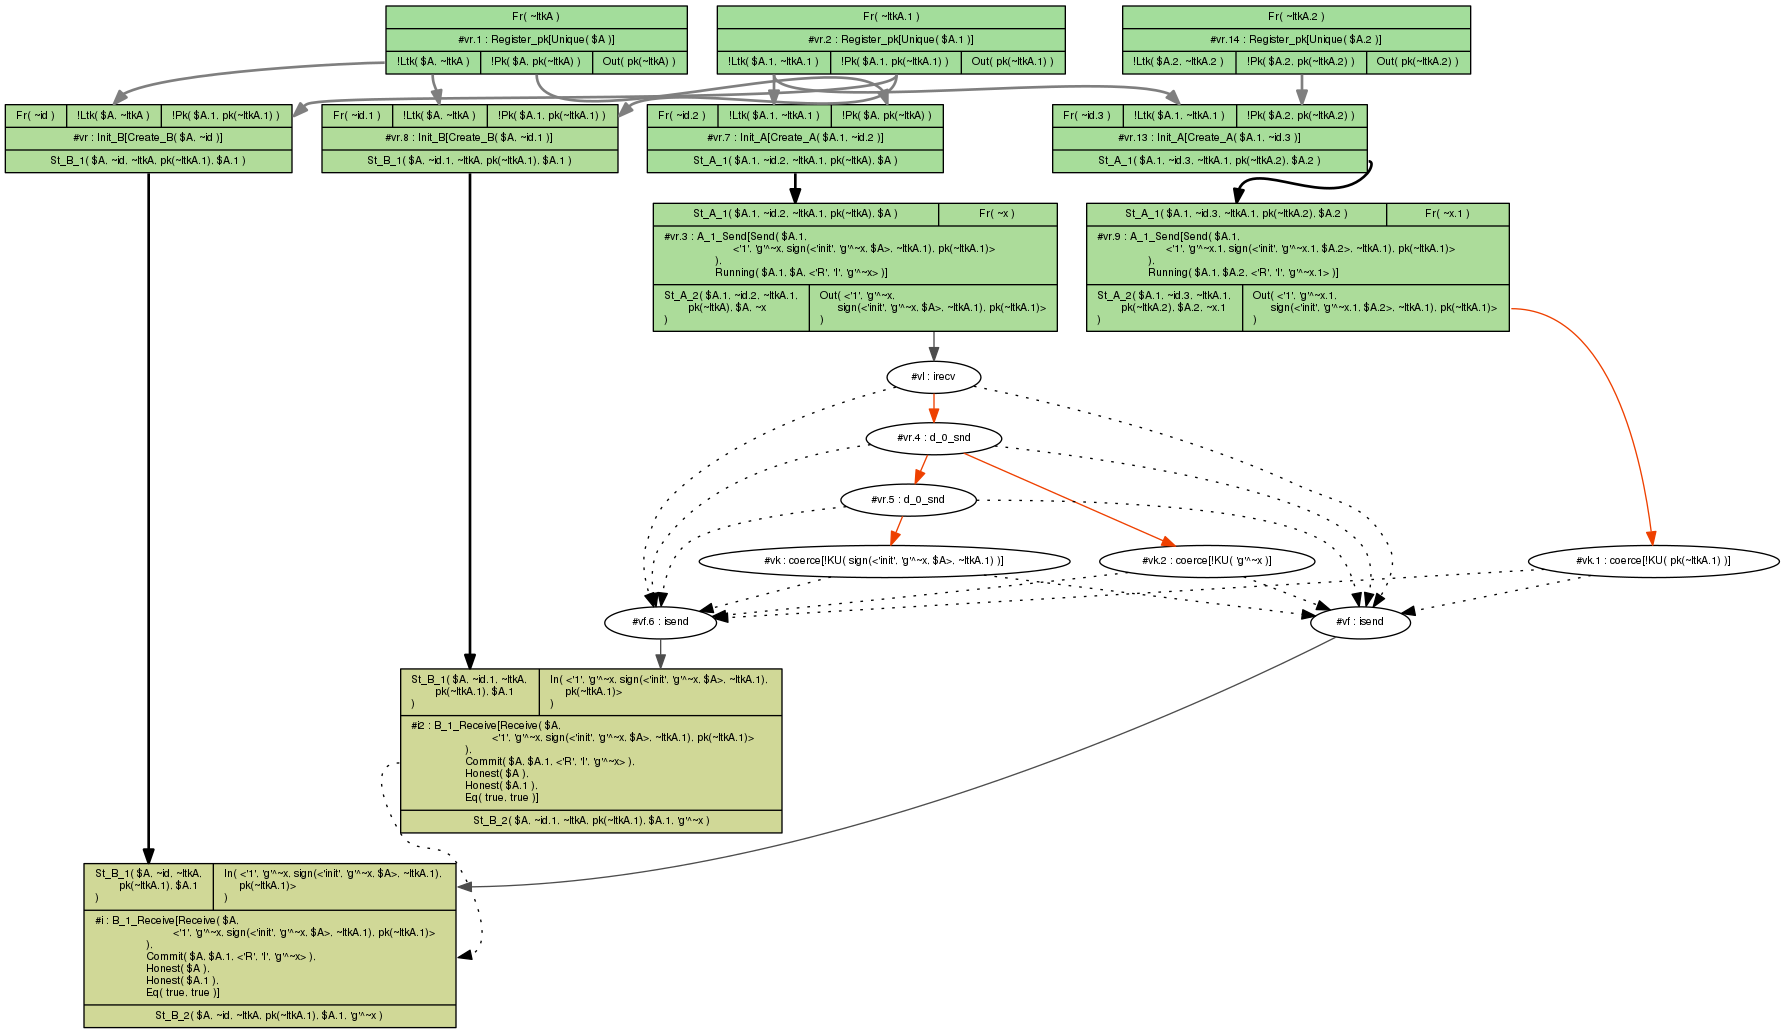 Fr( ~ltkA )
#vr.1 : Register_pk[Unique( $A )]
!Ltk( $A. ~ltkA ) !Pk( $A. pk(~ltkA) ) Out( pk(~ltkA) )
Fr( ~ltkA.1 )
#vr.2 : Register_pk[Unique( $A.1 )]
!Ltk( $A.1. ~ltkA.1 ) !Pk( $A.1. pk(~ltkA.1) ) Out( pk(~ltkA.1) )
Fr( ~ltkA.2 )
#vr.14 : Register_pk[Unique( $A.2 )]
!Ltk( $A.2. ~ltkA.2 ) !Pk( $A.2. pk(~ltkA.2) ) Out( pk(~ltkA.2) )
Fr( ~id ) !Ltk( $A. ~ltkA ) !Pk( $A.1. pk(~ltkA.1) )
#vr : Init_B[Create_B( $A. ~id )]
St_B_1( $A. ~id. ~ltkA. pk(~ltkA.1). $A.1 )
Fr( ~id.1 ) !Ltk( $A. ~ltkA ) !Pk( $A.1. pk(~ltkA.1) )
#vr.8 : Init_B[Create_B( $A. ~id.1 )]
St_B_1( $A. ~id.1. ~ltkA. pk(~ltkA.1). $A.1 )
Fr( ~id.2 ) !Ltk( $A.1. ~ltkA.1 ) !Pk( $A. pk(~ltkA) )
#vr.7 : Init_A[Create_A( $A.1. ~id.2 )]
St_A_1( $A.1. ~id.2. ~ltkA.1. pk(~ltkA). $A )
Fr( ~id.3 ) !Ltk( $A.1. ~ltkA.1 ) !Pk( $A.2. pk(~ltkA.2) )
#vr.13 : Init_A[Create_A( $A.1. ~id.3 )]
St_A_1( $A.1. ~id.3. ~ltkA.1. pk(~ltkA.2). $A.2 )
St_A_1( $A.1. ~id.2. ~ltkA.1. pk(~ltkA). $A ) Fr( ~x )
#vr.3 : A_1_Send[Send( $A.1.
<'1'. 'g'^~x. sign(<'init'. 'g'^~x. $A>. ~ltkA.1). pk(~ltkA.1)>
).
Running( $A.1. $A. <'R'. 'I'. 'g'^~x> )]
St_A_2( $A.1. ~id.2. ~ltkA.1.
pk(~ltkA). $A. ~x
)
Out( <'1'. 'g'^~x.
sign(<'init'. 'g'^~x. $A>. ~ltkA.1). pk(~ltkA.1)>
)
St_A_1( $A.1. ~id.3. ~ltkA.1. pk(~ltkA.2). $A.2 ) Fr( ~x.1 )
#vr.9 : A_1_Send[Send( $A.1.
<'1'. 'g'^~x.1. sign(<'init'. 'g'^~x.1. $A.2>. ~ltkA.1). pk(~ltkA.1)>
).
Running( $A.1. $A.2. <'R'. 'I'. 'g'^~x.1> )]
St_A_2( $A.1. ~id.3. ~ltkA.1.
pk(~ltkA.2). $A.2. ~x.1
)
Out( <'1'. 'g'^~x.1.
sign(<'init'. 'g'^~x.1. $A.2>. ~ltkA.1). pk(~ltkA.1)>
)
#vl : irecv
#vr.4 : d_0_snd
#vr.5 : d_0_snd
#vk : coerce[!KU( sign(<'init'. 'g'^~x. $A>. ~ltkA.1) )]
#vk.2 : coerce[!KU( 'g'^~x )]
#vk.1 : coerce[!KU( pk(~ltkA.1) )]
#vf.6 : isend
#vf : isend
St_B_1( $A. ~id.1. ~ltkA.
pk(~ltkA.1). $A.1
)
In( <'1'. 'g'^~x. sign(<'init'. 'g'^~x. $A>. ~ltkA.1).
pk(~ltkA.1)>
)
#i2 : B_1_Receive[Receive( $A.
<'1'. 'g'^~x. sign(<'init'. 'g'^~x. $A>. ~ltkA.1). pk(~ltkA.1)>
).
Commit( $A. $A.1. <'R'. 'I'. 'g'^~x> ).
Honest( $A ).
Honest( $A.1 ).
Eq( true. true )]
St_B_2( $A. ~id.1. ~ltkA. pk(~ltkA.1). $A.1. 'g'^~x )
St_B_1( $A. ~id. ~ltkA.
pk(~ltkA.1). $A.1
)
In( <'1'. 'g'^~x. sign(<'init'. 'g'^~x. $A>. ~ltkA.1).
pk(~ltkA.1)>
)
#i : B_1_Receive[Receive( $A.
<'1'. 'g'^~x. sign(<'init'. 'g'^~x. $A>. ~ltkA.1). pk(~ltkA.1)>
).
Commit( $A. $A.1. <'R'. 'I'. 'g'^~x> ).
Honest( $A ).
Honest( $A.1 ).
Eq( true. true )]
St_B_2( $A. ~id. ~ltkA. pk(~ltkA.1). $A.1. 'g'^~x )